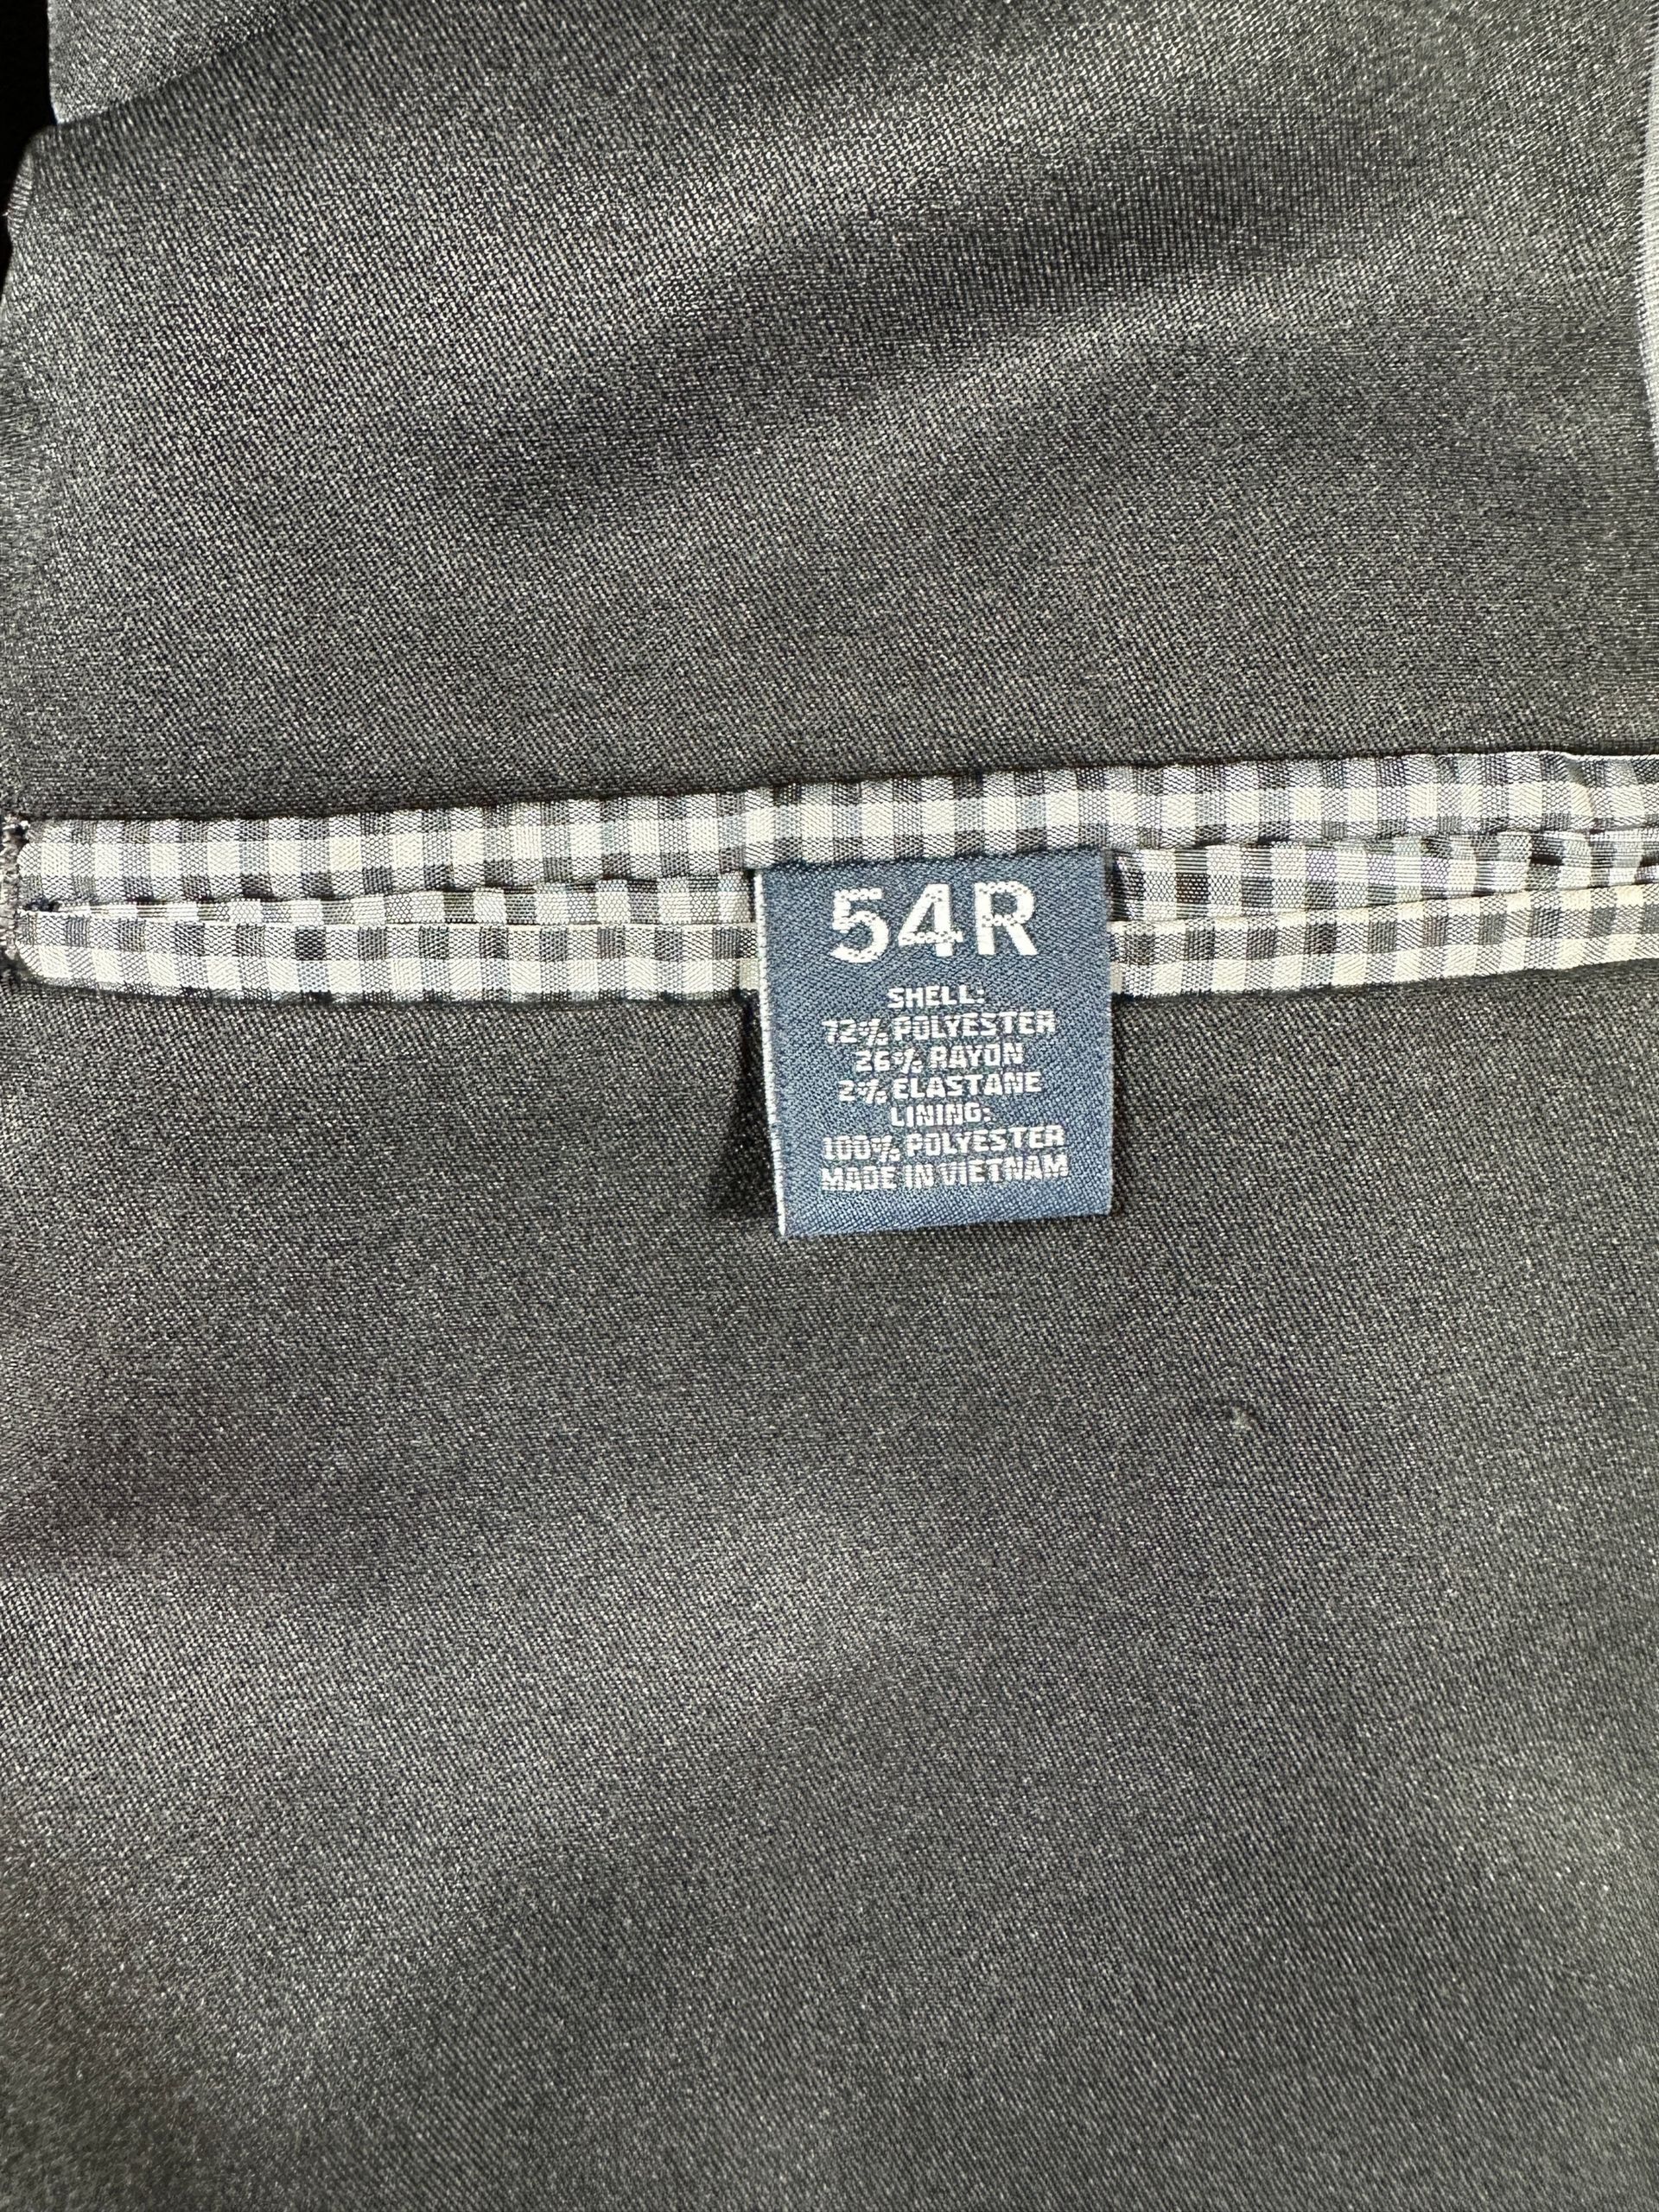 54R
SHELL:
72% POLYESTER
26% RAYON
2% ELASTANE
LINING:
100% POLYESTER
MADE IN VIETNAM